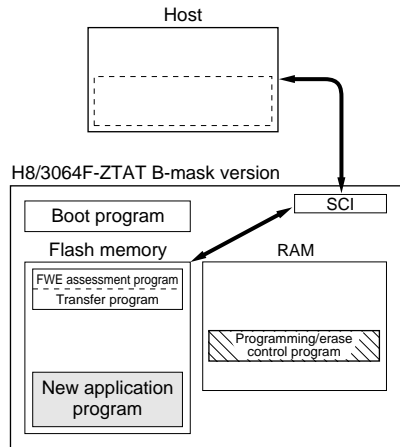 Host
H8/3064F-ZTAT B-mask version
SCI
Boot program
Flash memory
RAM
FWE assessment program
Transfer program
Programming/erase
control program
New application
program